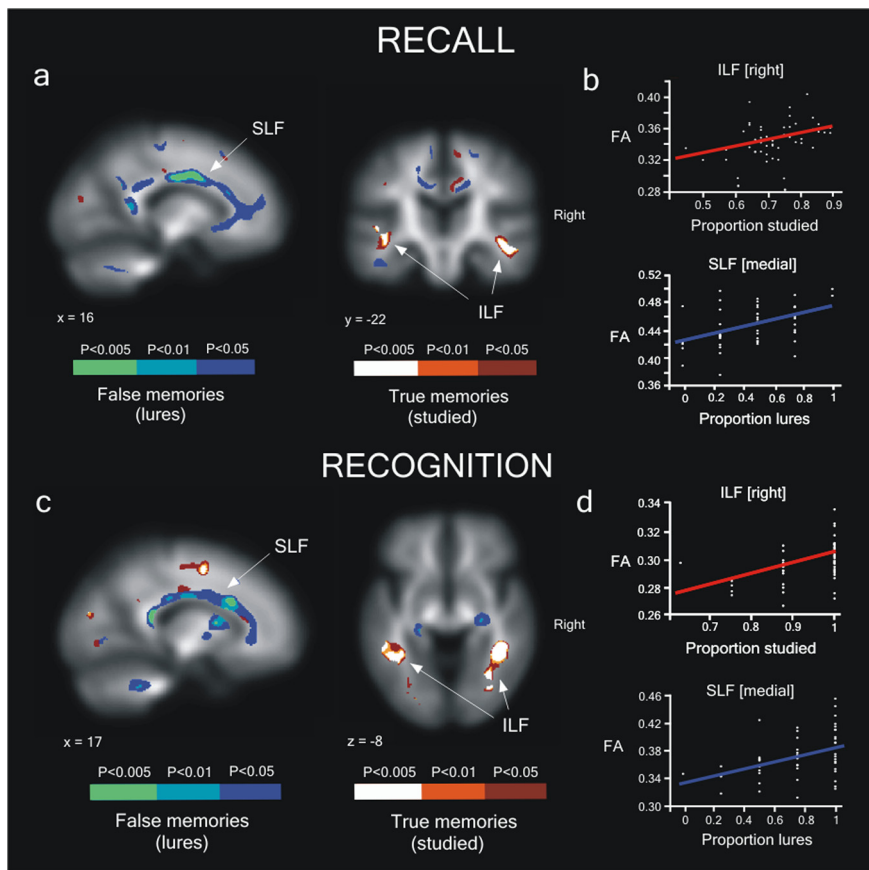 RECALL
a
SLF
x = 16
P<0.005 P<0.01 P<0.05
False memories
(lures)
Right
ILF
y = -22
P<0.005 P<0.01 P<0.05
True memories
(studied)
b
ILF [right]
FA
0.40
0.36
0.32
0.28
0.5 0.6 0.7 0.8 0.9
Proportion studied
SLF [medial]
FA
0.52
0.48
0.44
0.40
0.36
0 0.2 0.4 0.6 0.8 1
Proportion lures
RECOGNITION
c
SLF
x = 17
P<0.005 P<0.01 P<0.05
False memories
(lures)
Right
ILF
z = -8
P<0.005 P<0.01 P<0.05
True memories
(studied)
d
ILF [right]
FA
0.34
0.32
0.30
0.28
0.26
0.7 0.8 0.9 1
Proportion studied
SLF [medial]
FA
0.46
0.42
0.38
0.34
0.30
0 0.2 0.4 0.6 0.8 1
Proportion lures